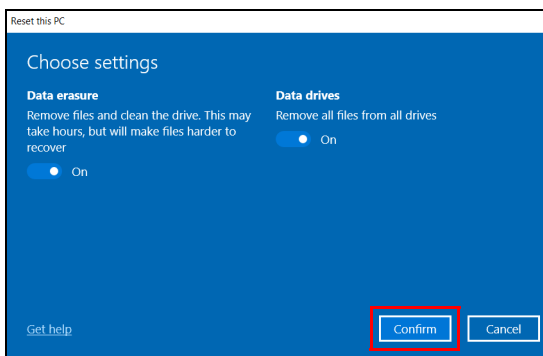 Reset this PC
Choose settings
Data erasure
Remove files and clean the drive. This may
take hours, but will make files harder to
recover
On
Data drives
Remove all files from all drives
On
Get help
Confirm
Cancel